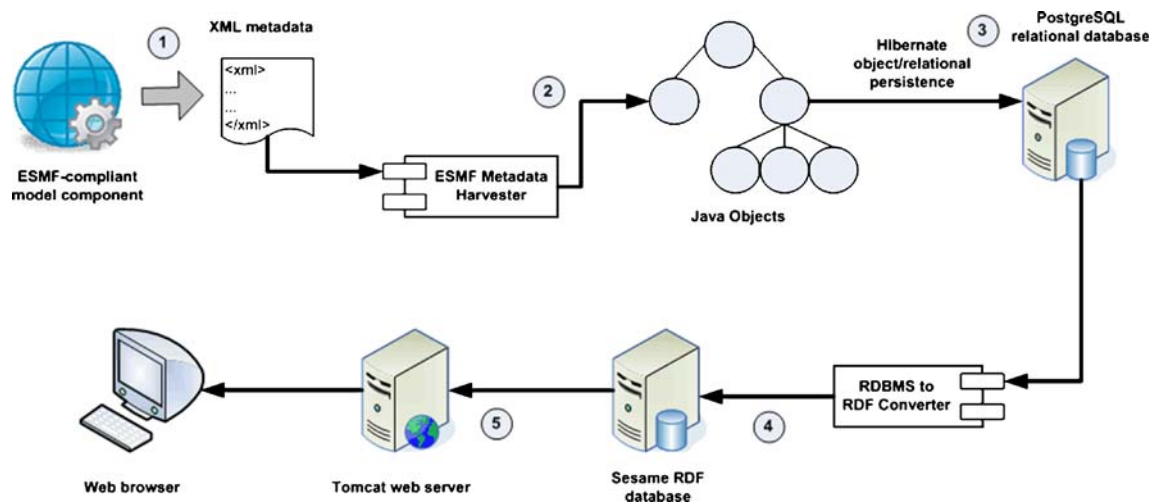 1
XML metadata
<xml>
...
...
</xml>
ESMF-compliant
model component
2
ESMF Metadata
Harvester
Java Objects
Hibernate
object/relational
persistence
3
PostgreSQL
relational database
RDBMS to
RDF Converter
4
Sesame RDF
database
5
Tomcat web server
Web browser